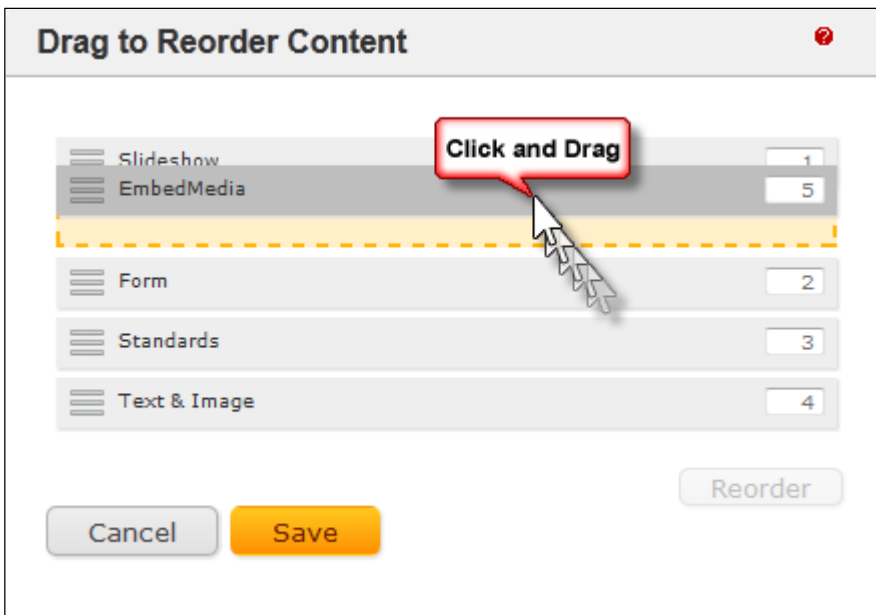 Drag to Reorder Content ?
Click and Drag
Slideshow 1
EmbedMedia 5
Form 2
Standards 3
Text & Image 4
Reorder
Cancel Save